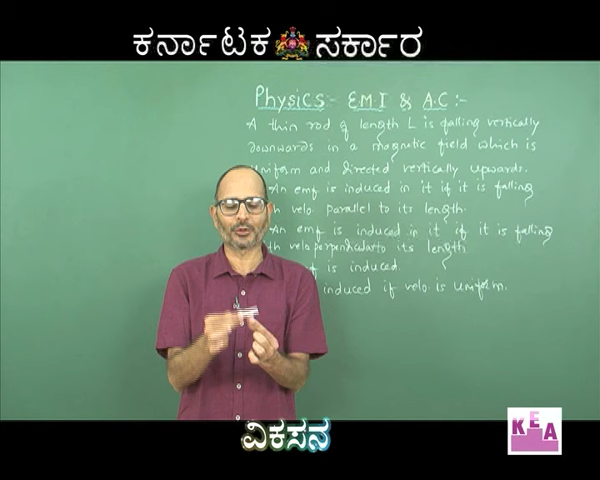 ಕರ್ನಾಟಕ ಸರ್ಕಾರ
Physics:- E.M.I & A.C :-
A thin rod of length L is falling vertically
downwards in a magnetic field which is
uniform and directed vertically upwards.
An emf is induced in it if it is falling
velo. parallel to its length.
An emf is induced in it if it is falling
velo perpendicular to its length
is induced.
induced if velo. is uniform.
ವಿಕಸನ
KEA